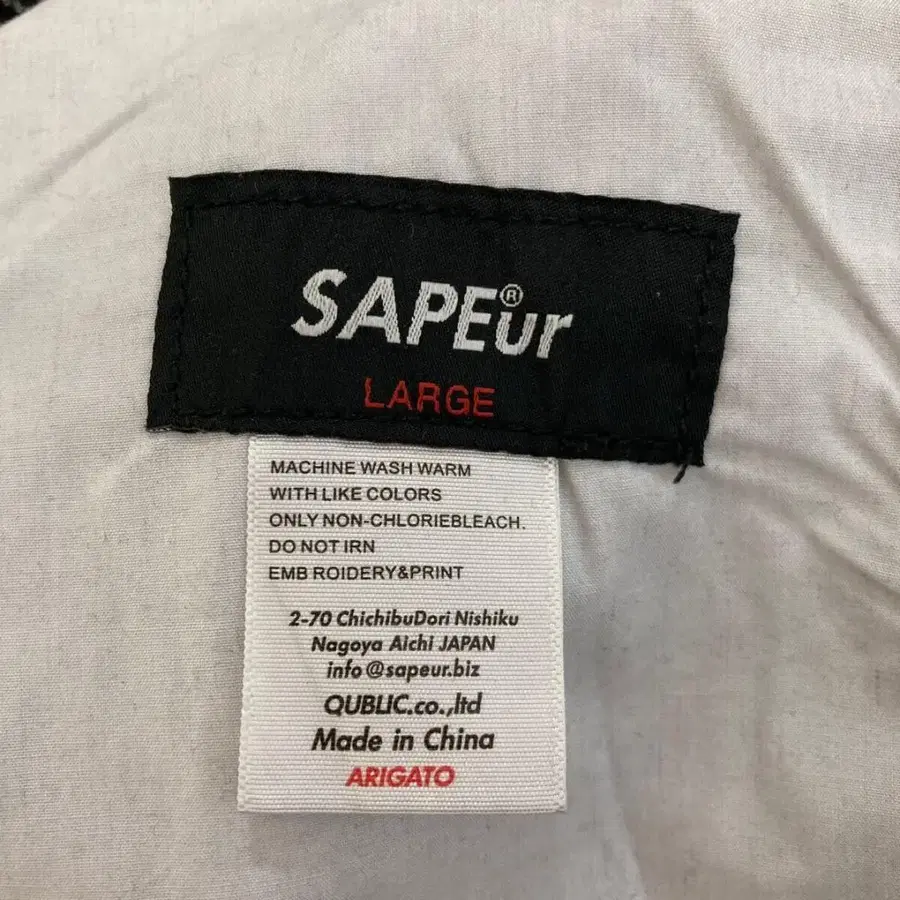 SAPEur®
LARGE
MACHINE WASH WARM
WITH LIKE COLORS
ONLY NON-CHLORIEBLEACH.
DO NOT IRN
EMB ROIDERY&PRINT
2-70 ChichibuDori Nishiku
Nagoya Aichi JAPAN
info@sapeur.biz
QUBLIC.co.,ltd
Made in China
ARIGATO